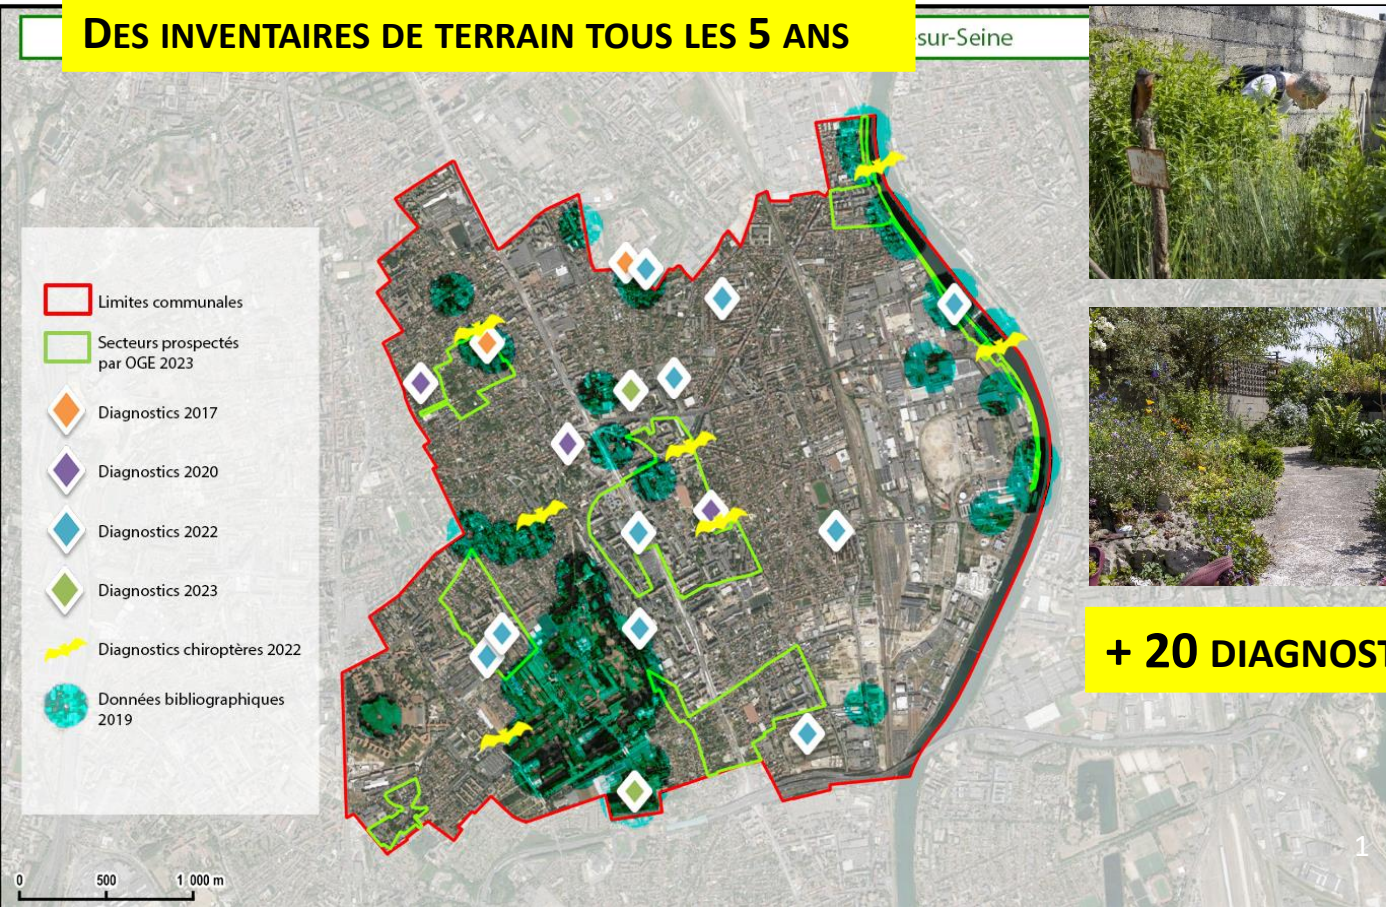 DES INVENTAIRES DE TERRAIN TOUS LES 5 ANS
-sur-Seine
Limites communales
Secteurs prospectés
par OGE 2023
Diagnostics 2017
Diagnostics 2020
Diagnostics 2022
Diagnostics 2023
Diagnostics chiroptères 2022
Données bibliographiques
2019
+ 20 DIAGNOST
0 500 1 000 m
1